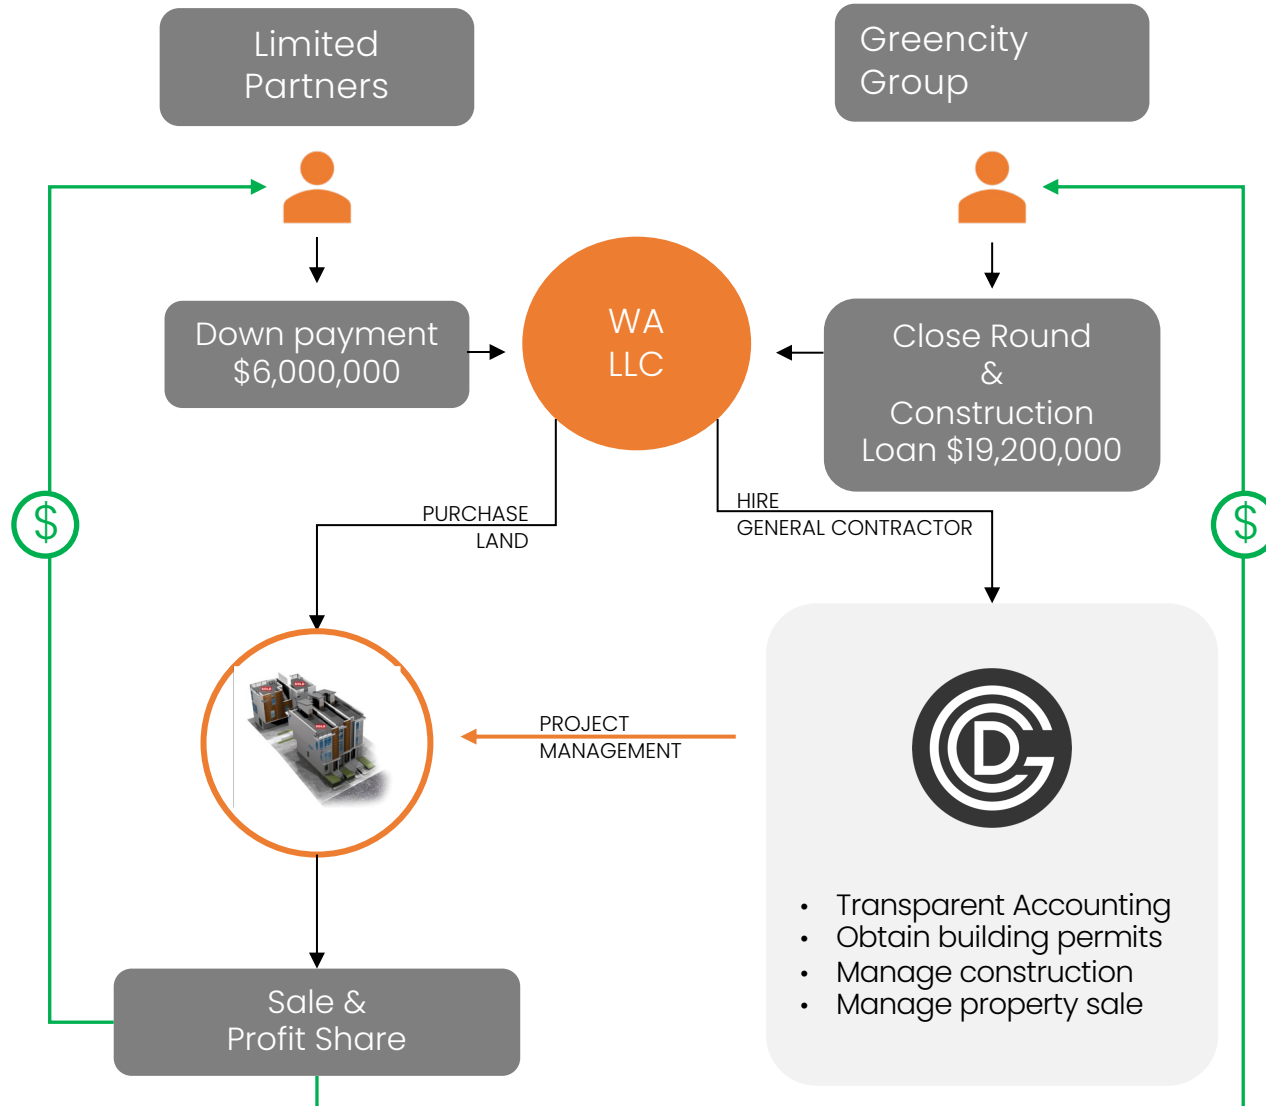 Limited
Partners
Greencity
Group
Down payment
$6,000,000
WA
LLC
Close Round
&
Construction
Loan $19,200,000
$
PURCHASE
LAND
HIRE
GENERAL CONTRACTOR
$
PROJECT
MANAGEMENT
GCD
• Transparent Accounting
• Obtain building permits
• Manage construction
• Manage property sale
Sale &
Profit Share